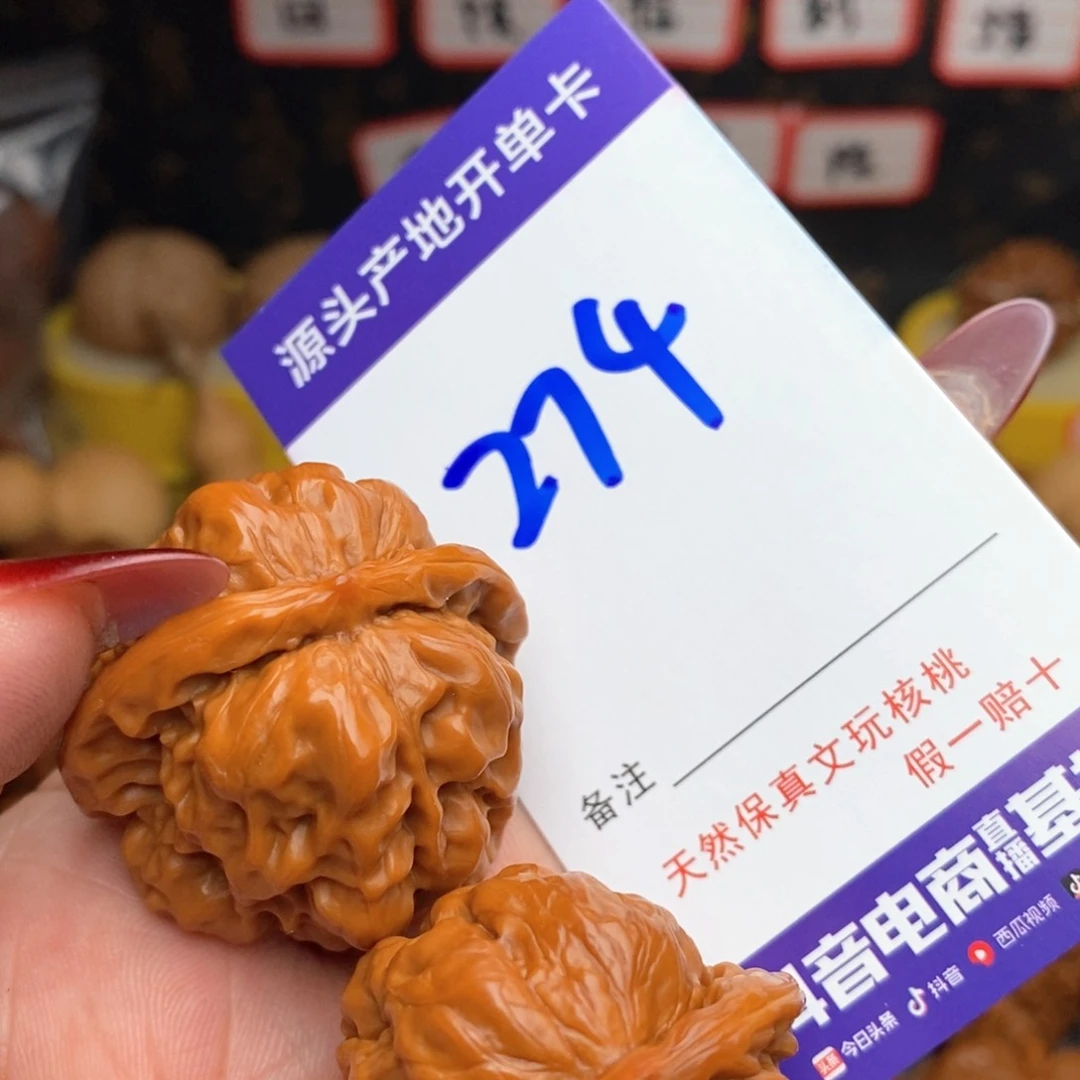 源头产地开单卡
274
备注
天然保真文玩核桃
假一赔十
抖音电商直播基
今日头条 抖音 西瓜视频
头条